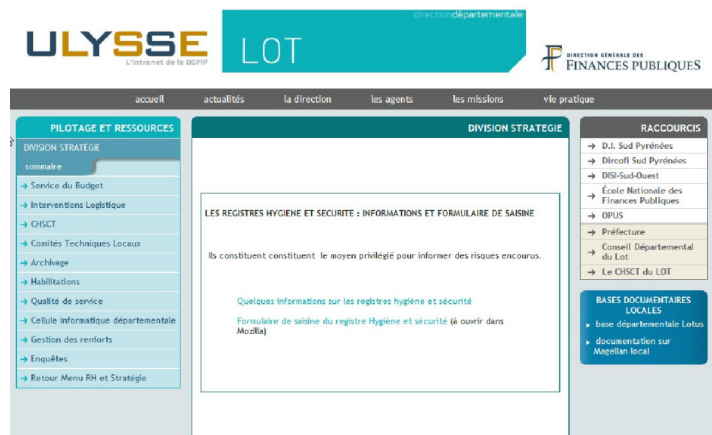 directiondépartementale
ULYSSE
L'intranet de la DGFIP
LOT
DIRECTION GÉNÉRALE DES
FINANCES PUBLIQUES
accueil actualités la direction les agents les missions vie pratique
PILOTAGE ET RESSOURCES
DIVISION STRATÉGIE
sommaire
→ Service du Budget
→ Interventions Logistique
→ CHSCT
→ Comités Techniques Locaux
→ Archivage
→ Habilitations
→ Qualité de service
→ Cellule informatique départementale
→ Gestion des renforts
→ Enquêtes
→ Retour Menu RH et Stratégie
DIVISION STRATEGIE
LES REGISTRES HYGIENE ET SECURITE : INFORMATIONS ET FORMULAIRE DE SAISINE
Ils constituent constituent le moyen privilégié pour informer des risques encourus.
Quelques informations sur les registres hygiène et sécurité
Formulaire de saisine du registre Hygiène et sécurité (à ouvrir dans
Mozilla)
RACCOURCIS
→ D.I. Sud Pyrénées
→ Dircofi Sud Pyrénées
→ DISI-Sud-Ouest
→ École Nationale des
Finances Publiques
→ OPUS
→ Préfecture
→ Conseil Départemental
du Lot
→ Le CHSCT du LOT
BASES DOCUMENTAIRES
LOCALES
▸ base départementale Lotus
▸ documentation sur
Magellan local